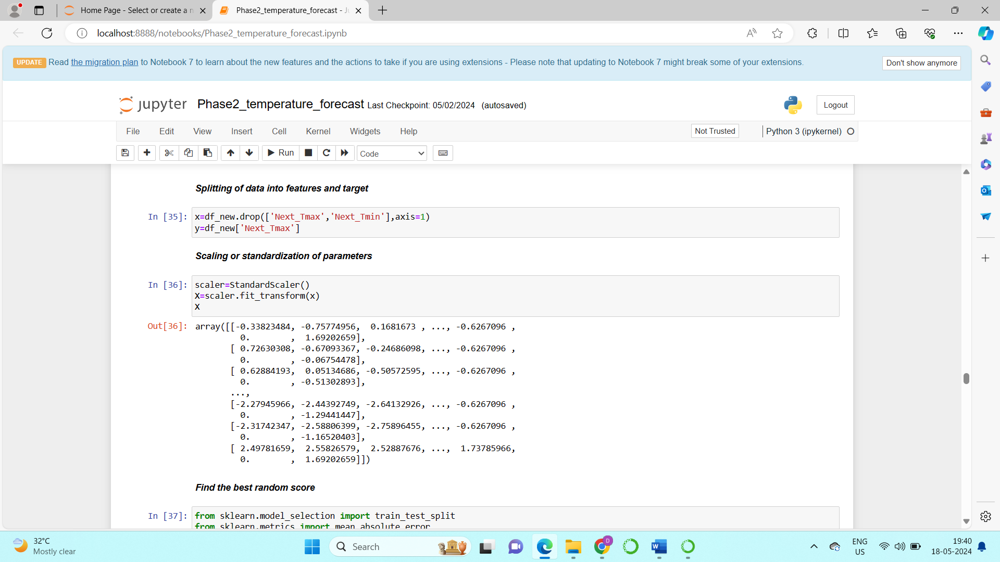 Home Page - Select or create a n
Phase2_temperature_forecast - Ju
localhost:8888/notebooks/Phase2_temperature_forecast.ipynb
UPDATE Read the migration plan to Notebook 7 to learn about the new features and the actions to take if you are using extensions - Please note that updating to Notebook 7 might break some of your extensions.
Don't show anymore
jupyter Phase2_temperature_forecast Last Checkpoint: 05/02/2024 (autosaved)
Logout
File Edit View Insert Cell Kernel Widgets Help
Not Trusted
Python 3 (ipykernel)
Run
Code
Splitting of data into features and target
In [35]: x=df_new.drop(['Next_Tmax','Next_Tmin'],axis=1)
y=df_new['Next_Tmax']
Scaling or standardization of parameters
In [36]: scaler=StandardScaler()
X=scaler.fit_transform(x)
X
Out[36]: array([[-0.33823484, -0.75774956,  0.1681673 , ..., -0.6267096 ,
0.        ,  1.69202659],
[ 0.72630308, -0.67093367, -0.24686098, ..., -0.6267096 ,
0.        , -0.06754478],
[ 0.62884193,  0.05134686, -0.50572595, ..., -0.6267096 ,
0.        , -0.51302893],
...,
[-2.27945966, -2.44392749, -2.64132926, ..., -0.6267096 ,
0.        , -1.29441447],
[-2.31742347, -2.58806399, -2.75896455, ..., -0.6267096 ,
0.        , -1.16520403],
[ 2.49781659,  2.55826579,  2.52887676, ...,  1.73785966,
0.        ,  1.69202659]])
Find the best random score
In [37]: from sklearn.model_selection import train_test_split
from sklearn.metrics import mean_absolute_error
32°C
Mostly clear
Search
D
ENG
US
19:40
18-05-2024